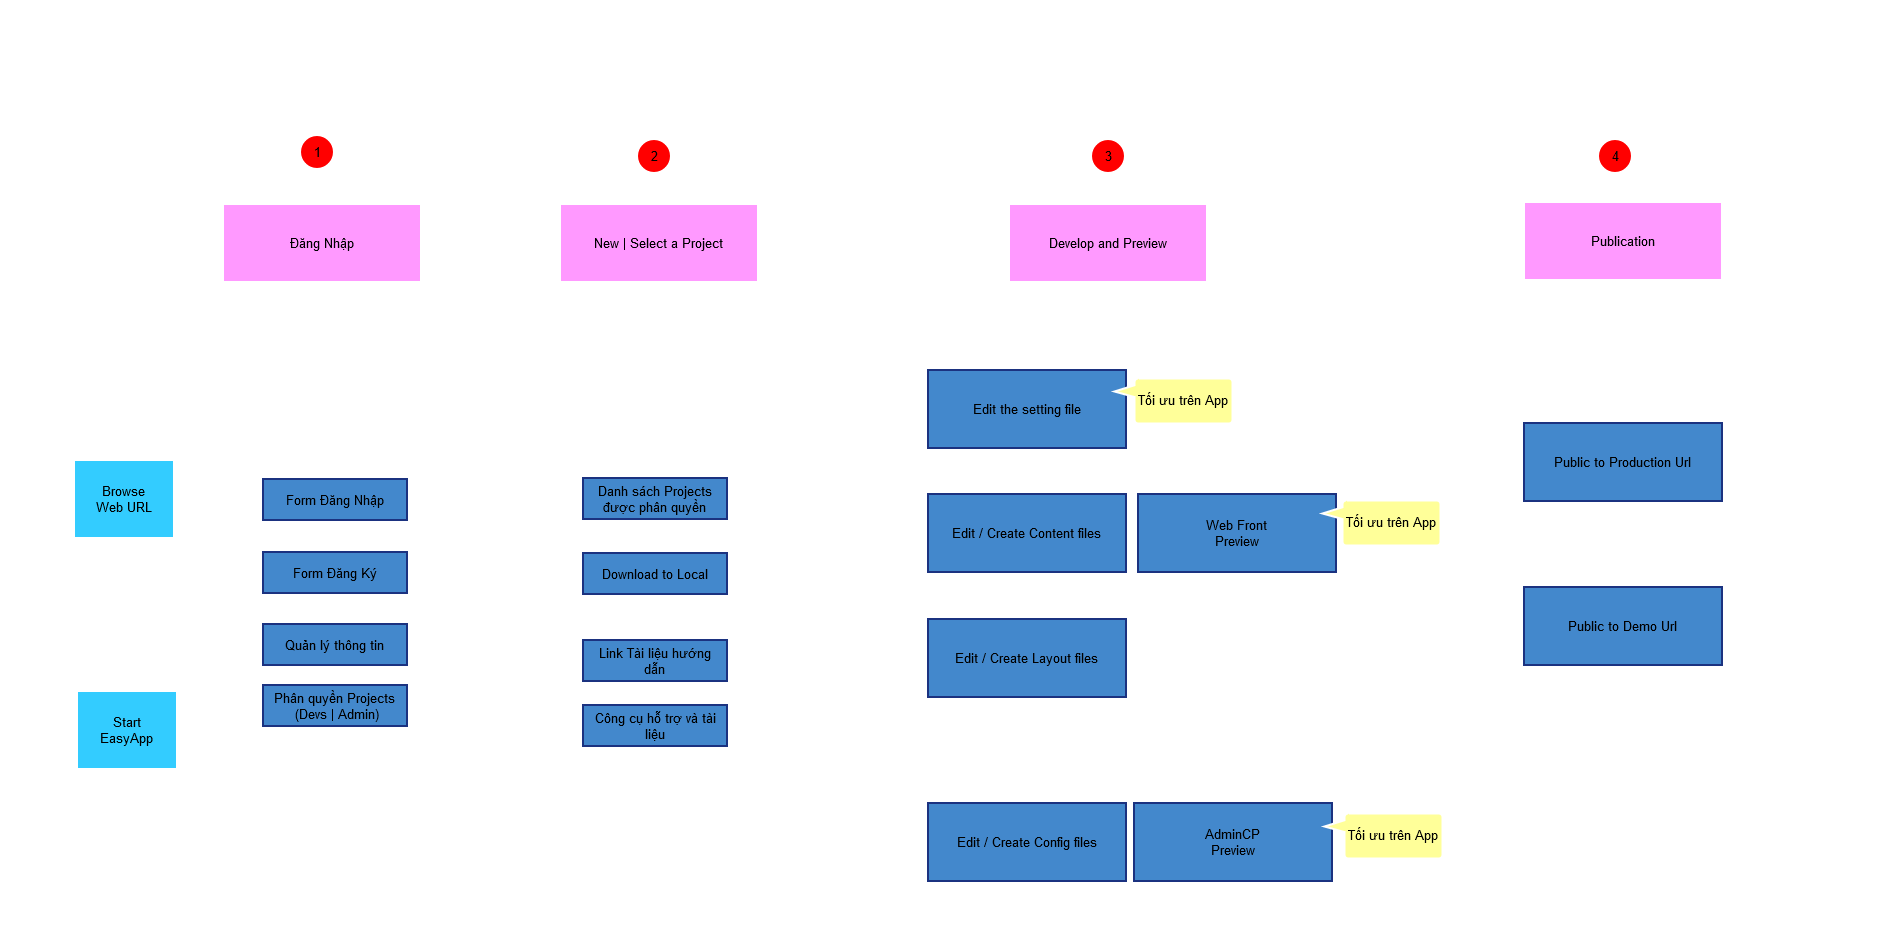 1
2
3
4
Đăng Nhập
New | Select a Project
Develop and Preview
Publication
Browse
Web URL
Start
EasyApp
Form Đăng Nhập
Form Đăng Ký
Quản lý thông tin
Phân quyền Projects
(Devs | Admin)
Danh sách Projects
được phân quyền
Download to Local
Link Tài liệu hướng
dẫn
Công cụ hỗ trợ và tài
liệu
Edit the setting file
Tối ưu trên App
Edit / Create Content files
Web Front
Preview
Tối ưu trên App
Edit / Create Layout files
Edit / Create Config files
AdminCP
Preview
Tối ưu trên App
Public to Production Url
Public to Demo Url